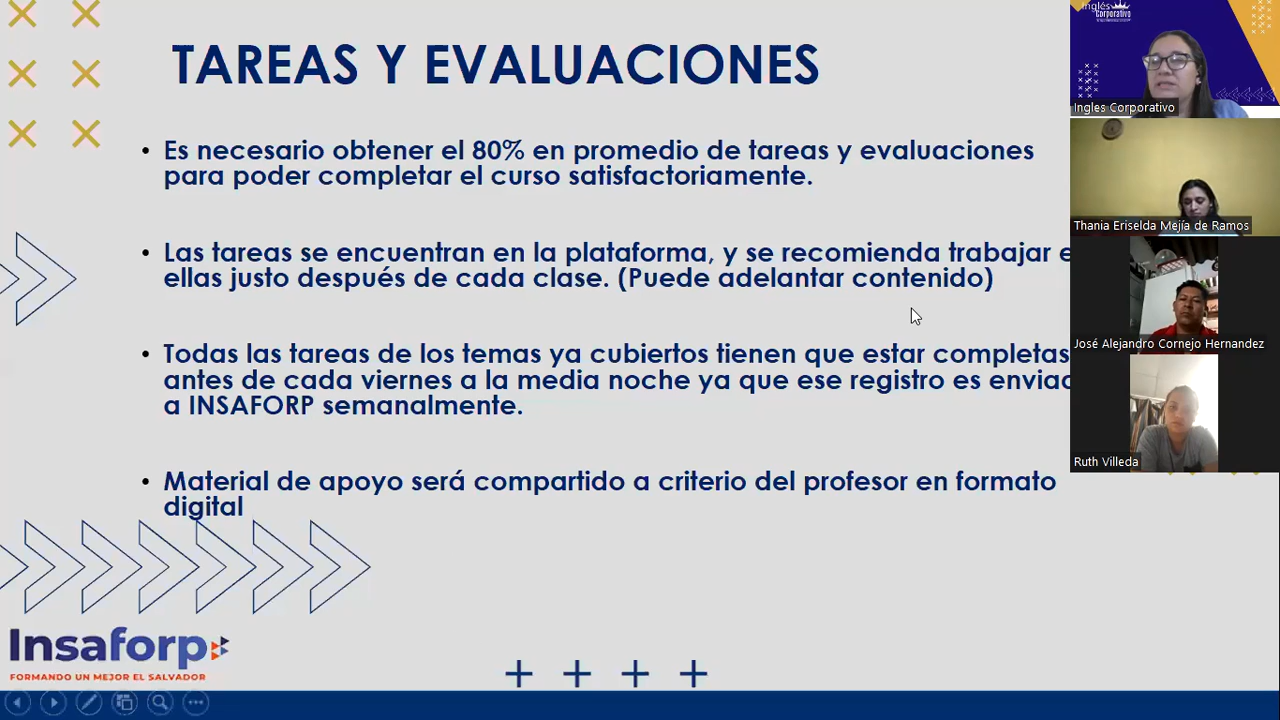 TAREAS Y EVALUACIONES
• Es necesario obtener el 80% en promedio de tareas y evaluaciones
para poder completar el curso satisfactoriamente.
• Las tareas se encuentran en la plataforma, y se recomienda trabajar
ellas justo después de cada clase. (Puede adelantar contenido)
• Todas las tareas de los temas ya cubiertos tienen que estar completas
antes de cada viernes a la media noche ya que ese registro es
a INSAFORP semanalmente.
• Material de apoyo será compartido a criterio del profesor en formato
digital
Insaforp
FORMANDO UN MEJOR EL SALVADOR
Inglés
Corporativo
Ingles Corporativo
Thania Eriselda Mejía de Ramos
José Alejandro Cornejo Hernandez
Ruth Villeda